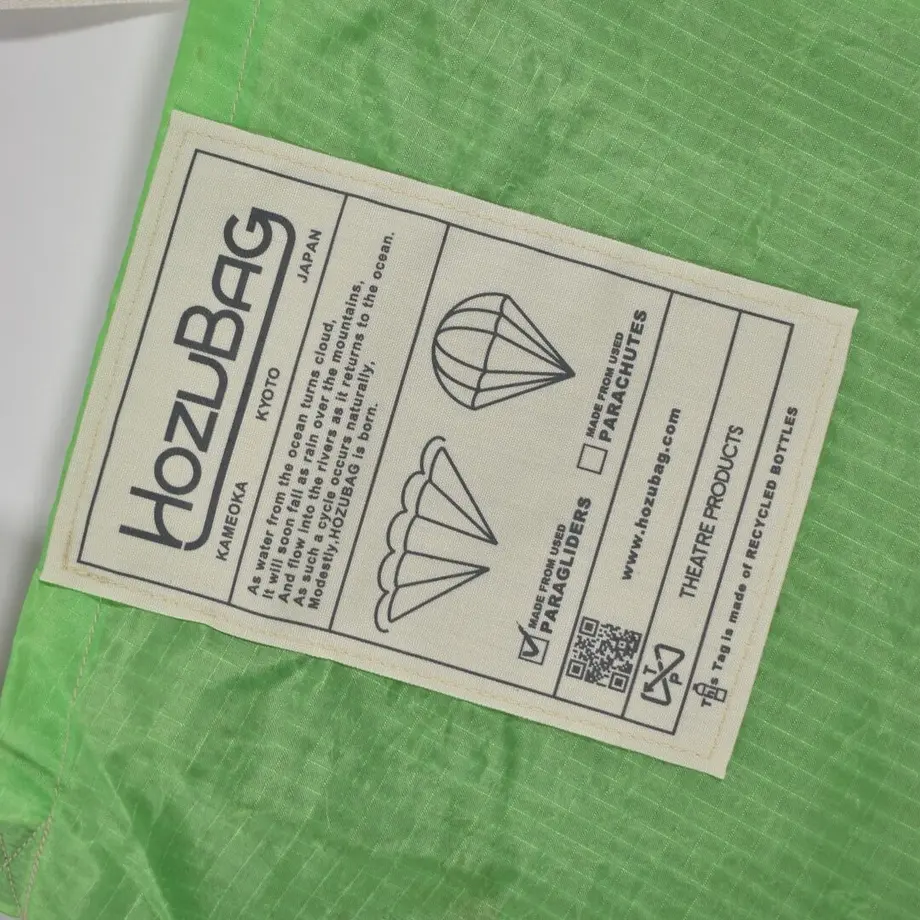 HOZUBAG
KAMEOKA KYOTO JAPAN
As water from the ocean turns cloud,
it will soon fall as rain over the mountains,
And flow into the rivers as it returns to the ocean.
As such a cycle occurs naturally,
Modestly,HOZUBAG is born.
MADE FROM USED
PARAGLIDERS
MADE FROM USED
PARACHUTES
www.hozubag.com
T
P
THEATRE PRODUCTS
This Tag is made of RECYCLED BOTTLES